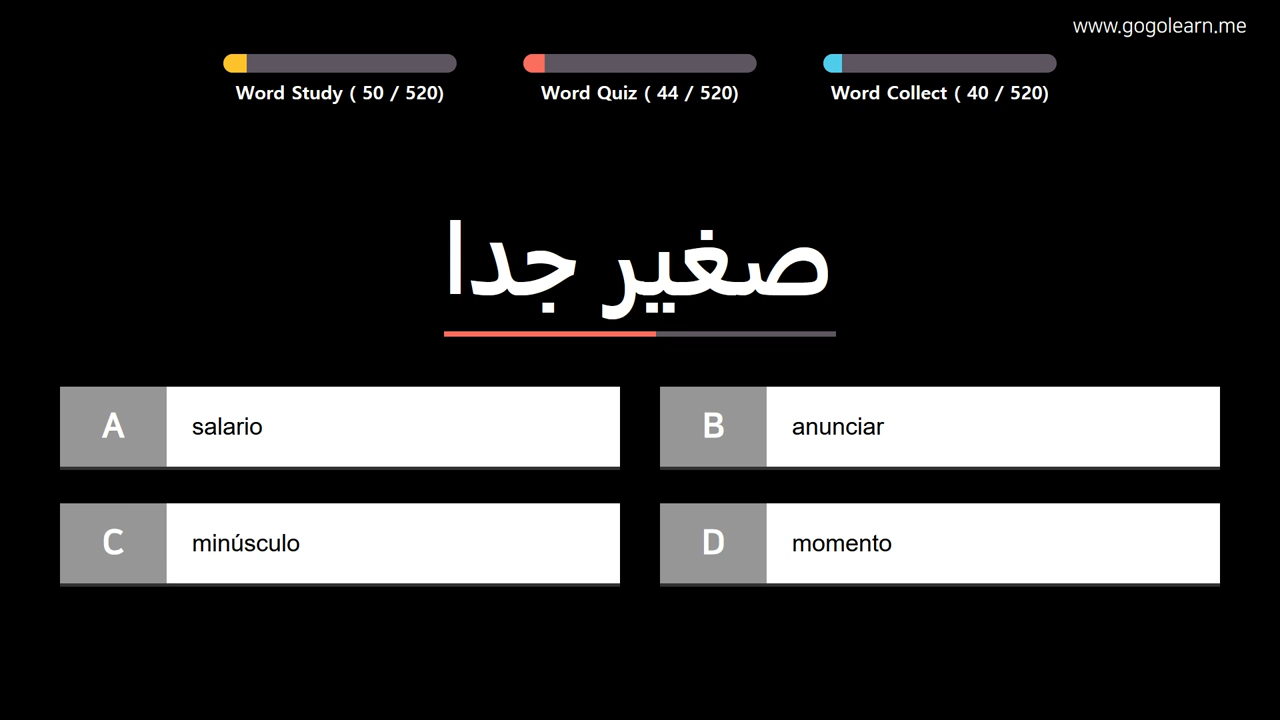 www.gogolearn.me
Word Study ( 50 / 520)
Word Quiz ( 44 / 520)
Word Collect ( 40 / 520)
صغير جدا
A salario
B anunciar
C minúsculo
D momento